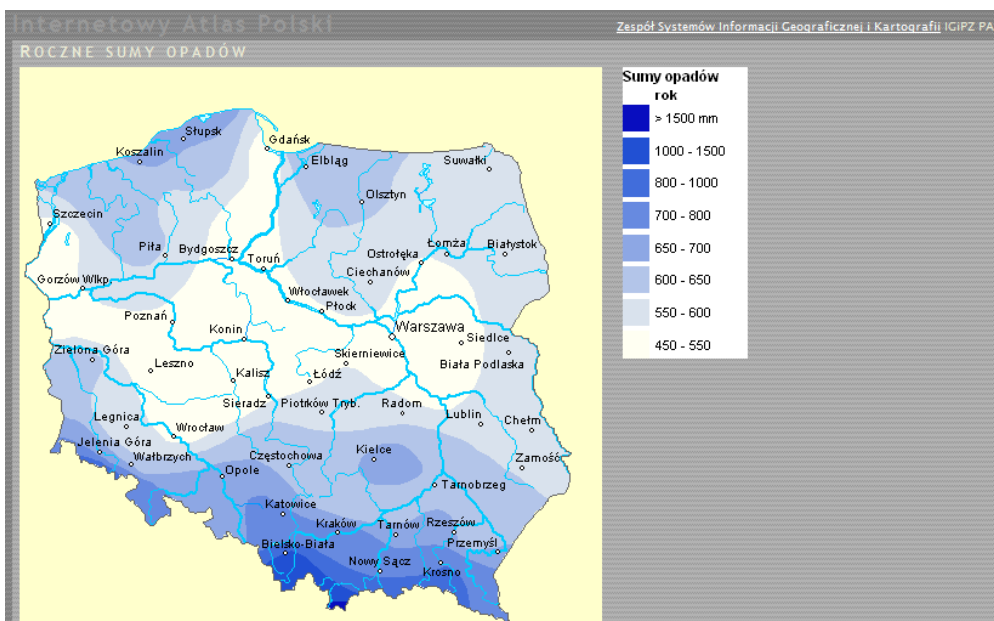 Internetowy Atlas Polski
Zespół Systemów Informacji Geograficznej i Kartografii IGiPZ PA
ROCZNE SUMY OPADÓW
Sumy opadów
rok
> 1500 mm
1000 - 1500
800 - 1000
700 - 800
650 - 700
600 - 650
550 - 600
450 - 550
Słupsk
Gdańsk
Koszalin
Elbląg
Suwałki
Olsztyn
Szczecin
Piła
Bydgoszcz
Toruń
Ostrołęka
Łomża
Białystok
Ciechanów
Gorzów Wlkp.
Włocławek
Płock
Poznań
Konin
Warszawa
Siedlce
Zielona Góra
Skierniewice
Leszno
Kalisz
Łódź
Biała Podlaska
Sieradz
Piotrków Tryb.
Radom
Legnica
Lublin
Chełm
Wrocław
Jelenia Góra
Wałbrzych
Częstochowa
Kielce
Zamość
Opole
Tarnobrzeg
Katowice
Kraków
Tarnów
Rzeszów
Bielsko-Biała
Przemyśl
Nowy Sącz
Krosno